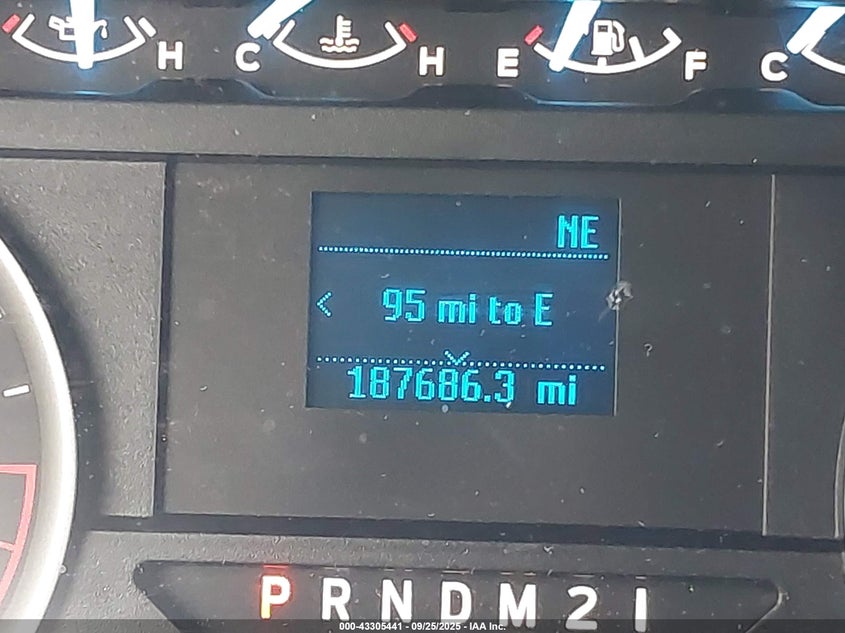 H C H E F C
NE
< 95 mi to E
187686.3 mi
P R N D M 2 1
000-43305441 - 09/25/2025 - IAA Inc.